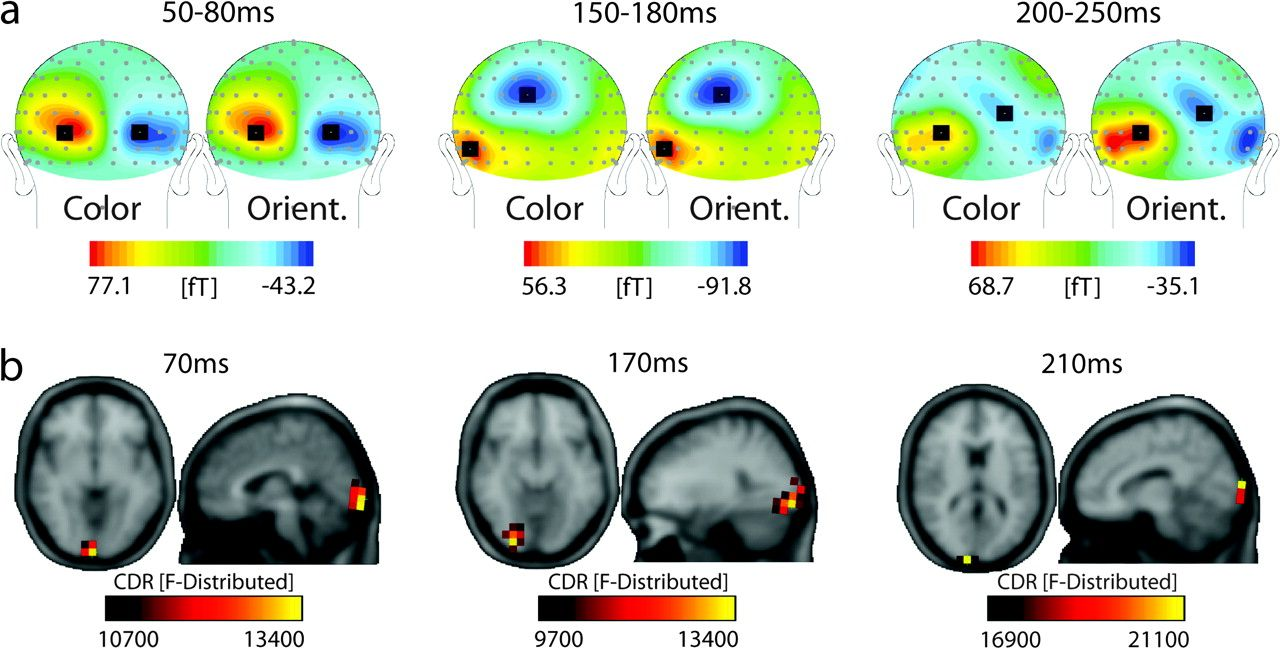 a
50-80ms 150-180ms 200-250ms
Color Orient. Color Orient. Color Orient.
77.1 [fT] -43.2 56.3 [fT] -91.8 68.7 [fT] -35.1
b
70ms 170ms 210ms
CDR [F-Distributed] CDR [F-Distributed] CDR [F-Distributed]
10700 13400 9700 13400 16900 21100